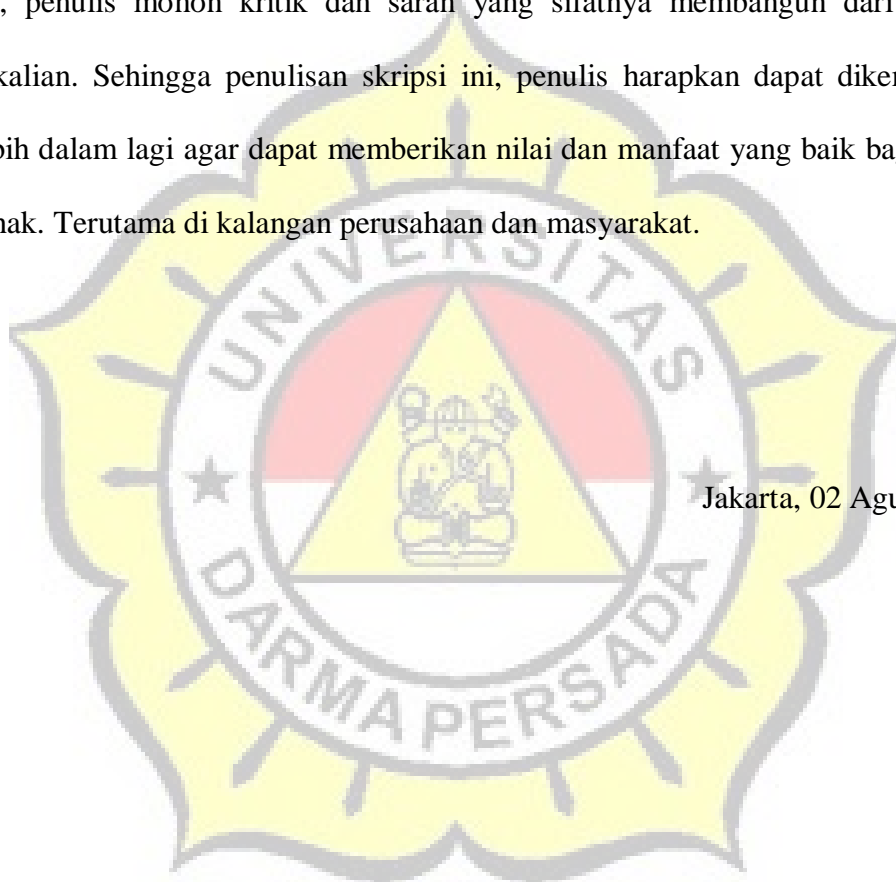 , penulis mohon kritik dan saran yang sifatnya membangun dari
kalian. Sehingga penulisan skripsi ini, penulis harapkan dapat diker
bih dalam lagi agar dapat memberikan nilai dan manfaat yang baik ba
nak. Terutama di kalangan perusahaan dan masyarakat.
UNIVERSITAS
Jakarta, 02 Agu
DARMA PERSADA